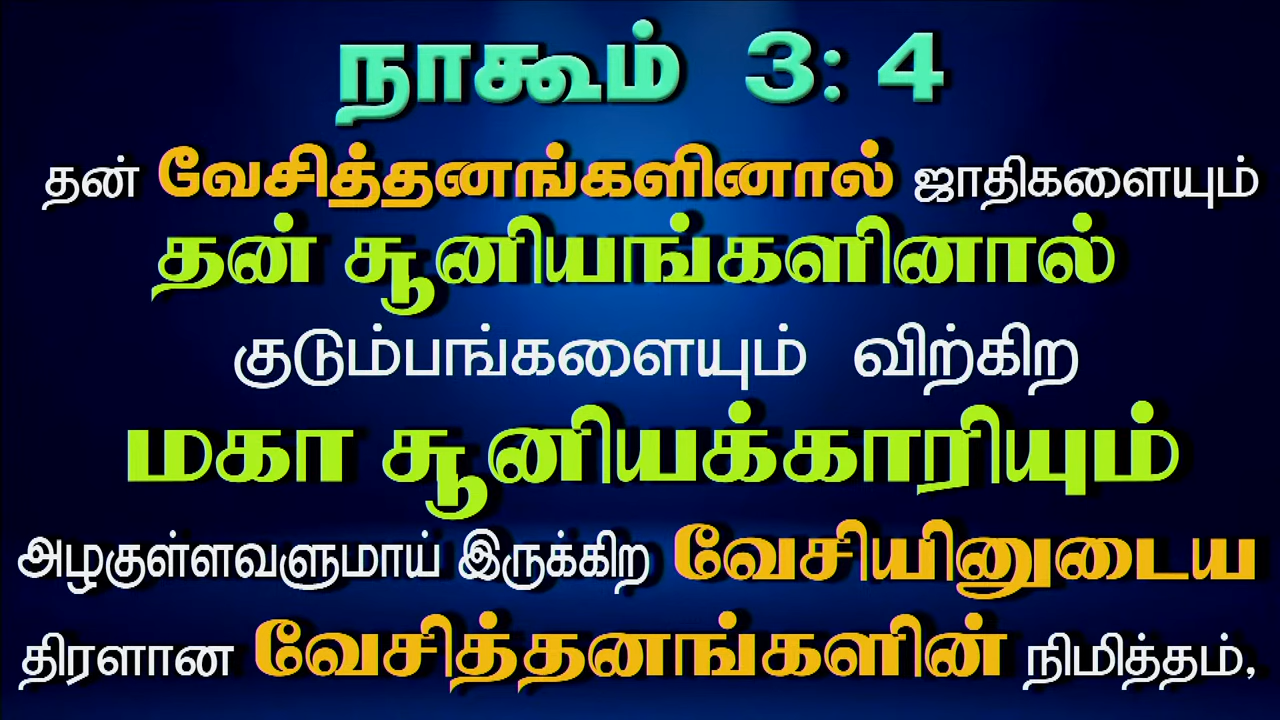 நாகூம் 3: 4
தன் வேசித்தனங்களினால் ஜாதிகளையும்
தன் சூனியங்களினால்
குடும்பங்களையும் விற்கிற
மகா சூனியக்காரியும்
அழகுள்ளவளுமாய் இருக்கிற வேசியினுடைய
திரளான வேசித்தனங்களின் நிமித்தம்,